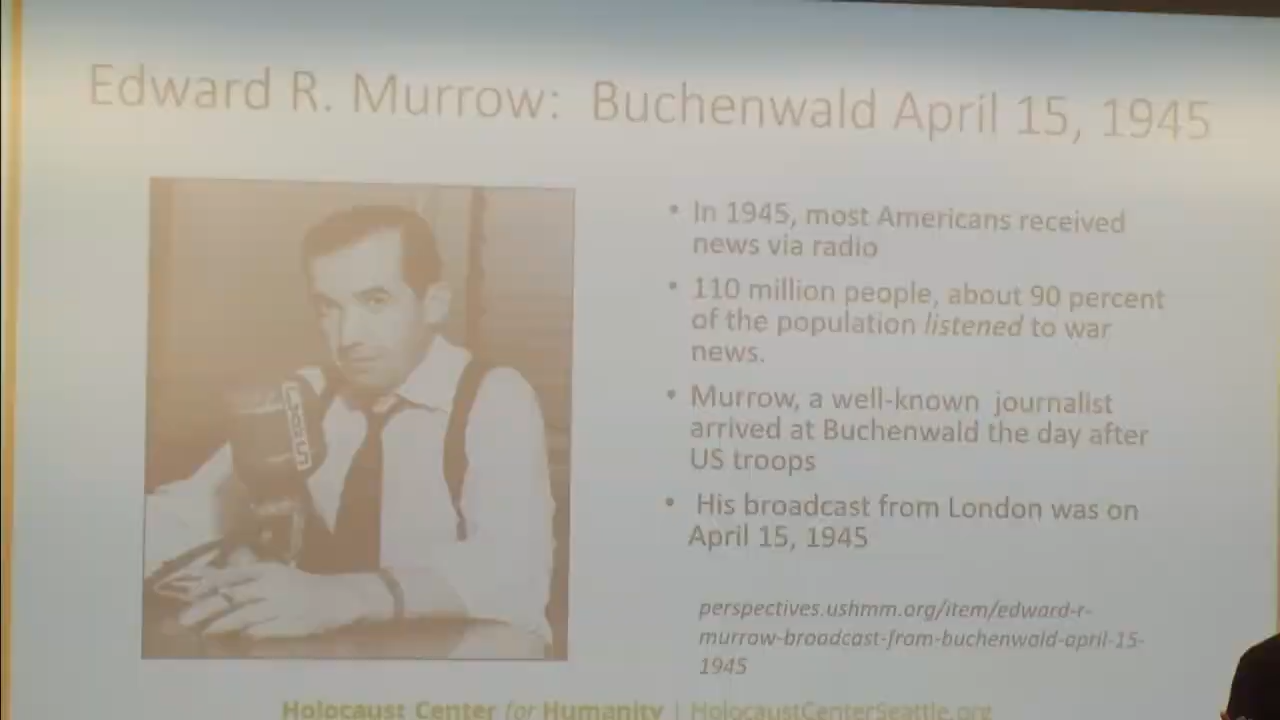 Edward R. Murrow: Buchenwald April 15, 1945
• In 1945, most Americans received
news via radio
• 110 million people, about 90 percent
of the population listened to war
news.
• Murrow, a well-known journalist
arrived at Buchenwald the day after
US troops
• His broadcast from London was on
April 15, 1945
perspectives.ushmm.org/item/edward-r-
murrow-broadcast-from-buchenwald-april-15-
1945
Holocaust Center for Humanity | HolocaustCenterSeattle.org